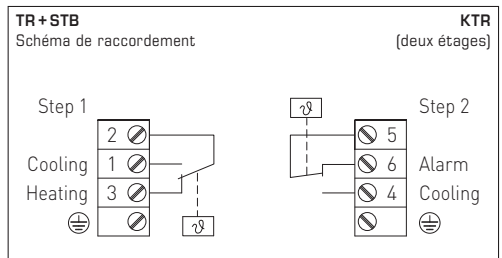 TR + STB KTR
Schéma de raccordement (deux étages)
Step 1 ϑ Step 2
2 5
Cooling 1 6 Alarm
Heating 3 4 Cooling
ϑ